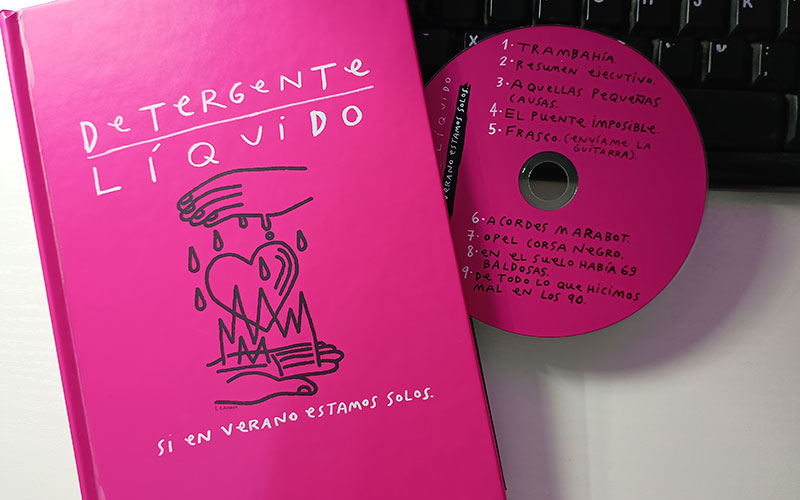 DETERGENTE
LÍQUIDO
SI EN VERANO ESTAMOS SOLOS.
LÍQUIDO
VERANO ESTAMOS SOLOS.
1. TRAMBAHÍA.
2. RESUMEN EJECUTIVO.
3. AQUELLAS PEQUEÑAS
CAUSAS.
4. EL PUENTE IMPOSIBLE.
5. FRASCO. (ENVÍAME LA
GUITARRA).
6. ACORDES MARABOT.
7. OPEL CORSA NEGRO.
8. EN EL SUELO HABÍA 69
BALDOSAS.
9. DE TODO LO QUE HICIMOS
MAL EN LOS 90.